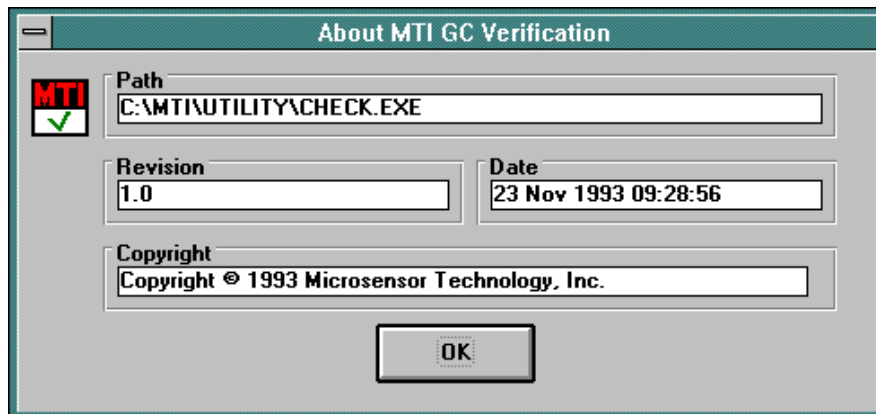 About MTI GC Verification
MTI
Path
C:\MTI\UTILITY\CHECK.EXE
Revision
1.0
Date
23 Nov 1993 09:28:56
Copyright
Copyright © 1993 Microsensor Technology, Inc.
OK